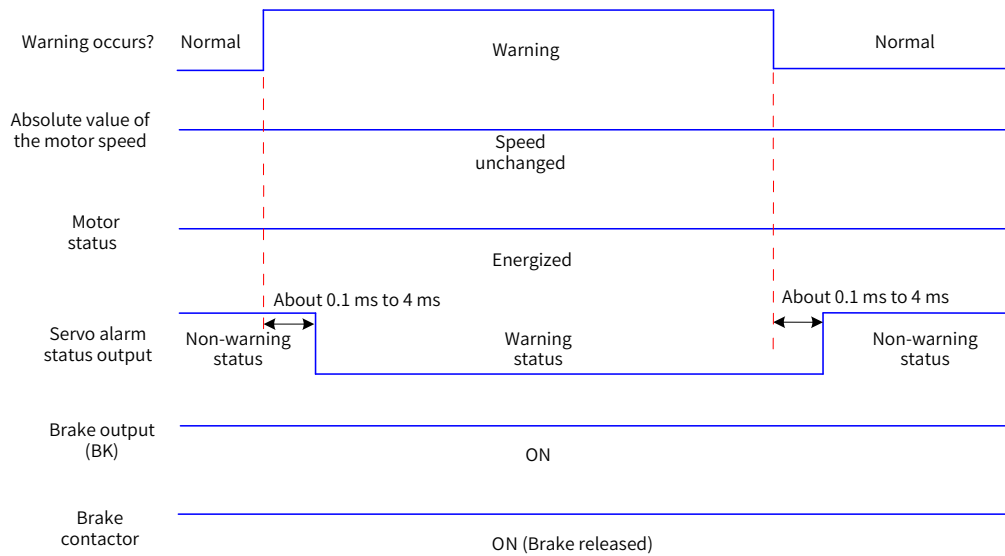 Warning occurs?
Normal
Warning
Normal
Absolute value of
the motor speed
Speed
unchanged
Motor
status
Energized
About 0.1 ms to 4 ms
About 0.1 ms to 4 ms
Servo alarm
status output
Non-warning
status
Warning
status
Non-warning
status
Brake output
(BK)
ON
Brake
contactor
ON (Brake released)